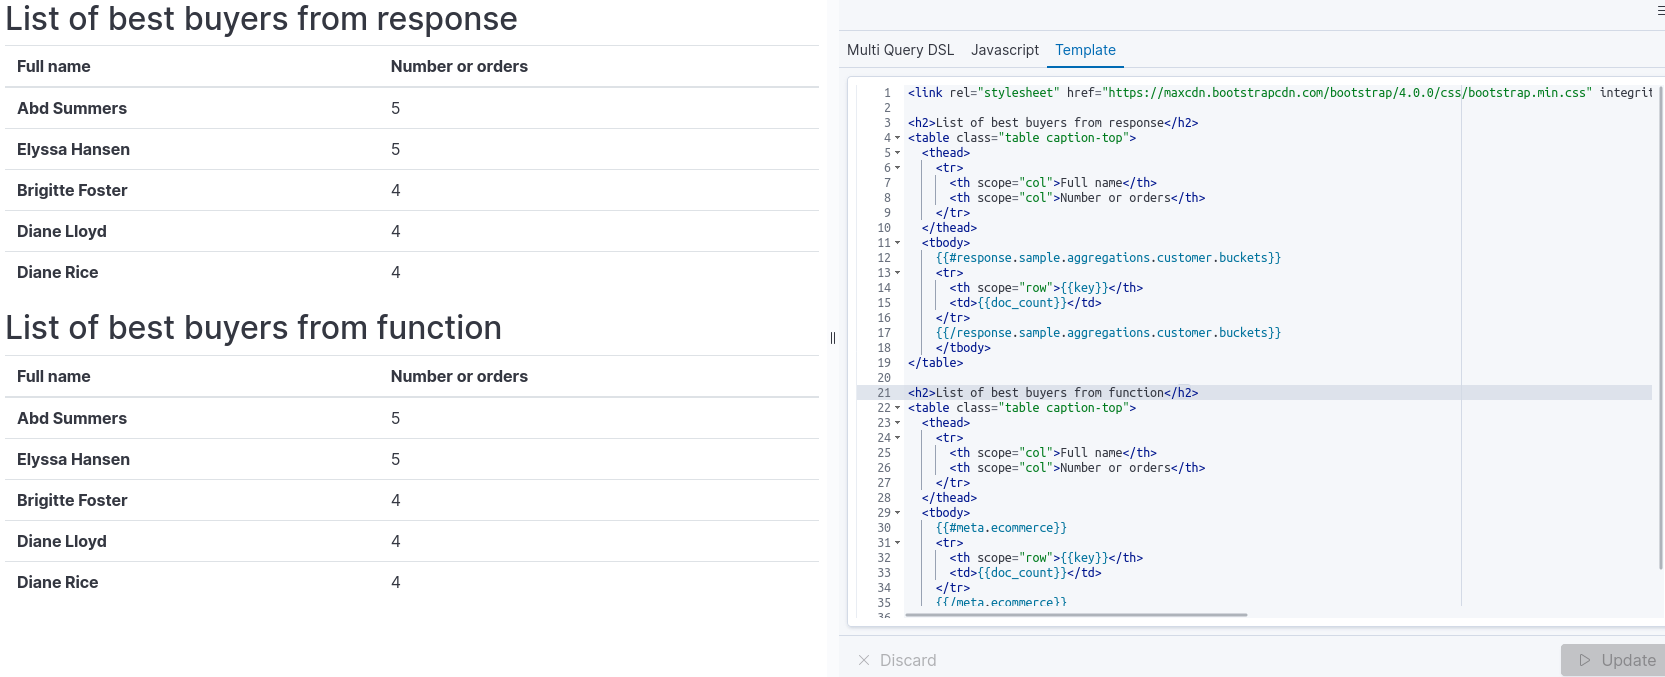 List of best buyers from response
Full name Number or orders
Abd Summers 5
Elyssa Hansen 5
Brigitte Foster 4
Diane Lloyd 4
Diane Rice 4
List of best buyers from function
Full name Number or orders
Abd Summers 5
Elyssa Hansen 5
Brigitte Foster 4
Diane Lloyd 4
Diane Rice 4
Multi Query DSL Javascript Template
1 <link rel="stylesheet" href="https://maxcdn.bootstrapcdn.com/bootstrap/4.0.0/css/bootstrap.min.css" integrit
2
3 <h2>List of best buyers from response</h2>
4 <table class="table caption-top">
5 <thead>
6 <tr>
7 <th scope="col">Full name</th>
8 <th scope="col">Number or orders</th>
9 </tr>
10 </thead>
11 <tbody>
12 {{#response.sample.aggregations.customer.buckets}}
13 <tr>
14 <th scope="row">{{key}}</th>
15 <td>{{doc_count}}</td>
16 </tr>
17 {{/response.sample.aggregations.customer.buckets}}
18 </tbody>
19 </table>
20
21 <h2>List of best buyers from function</h2>
22 <table class="table caption-top">
23 <thead>
24 <tr>
25 <th scope="col">Full name</th>
26 <th scope="col">Number or orders</th>
27 </tr>
28 </thead>
29 <tbody>
30 {{#meta.ecommerce}}
31 <tr>
32 <th scope="row">{{key}}</th>
33 <td>{{doc_count}}</td>
34 </tr>
35 {{/meta.ecommerce}}
36
Discard Update